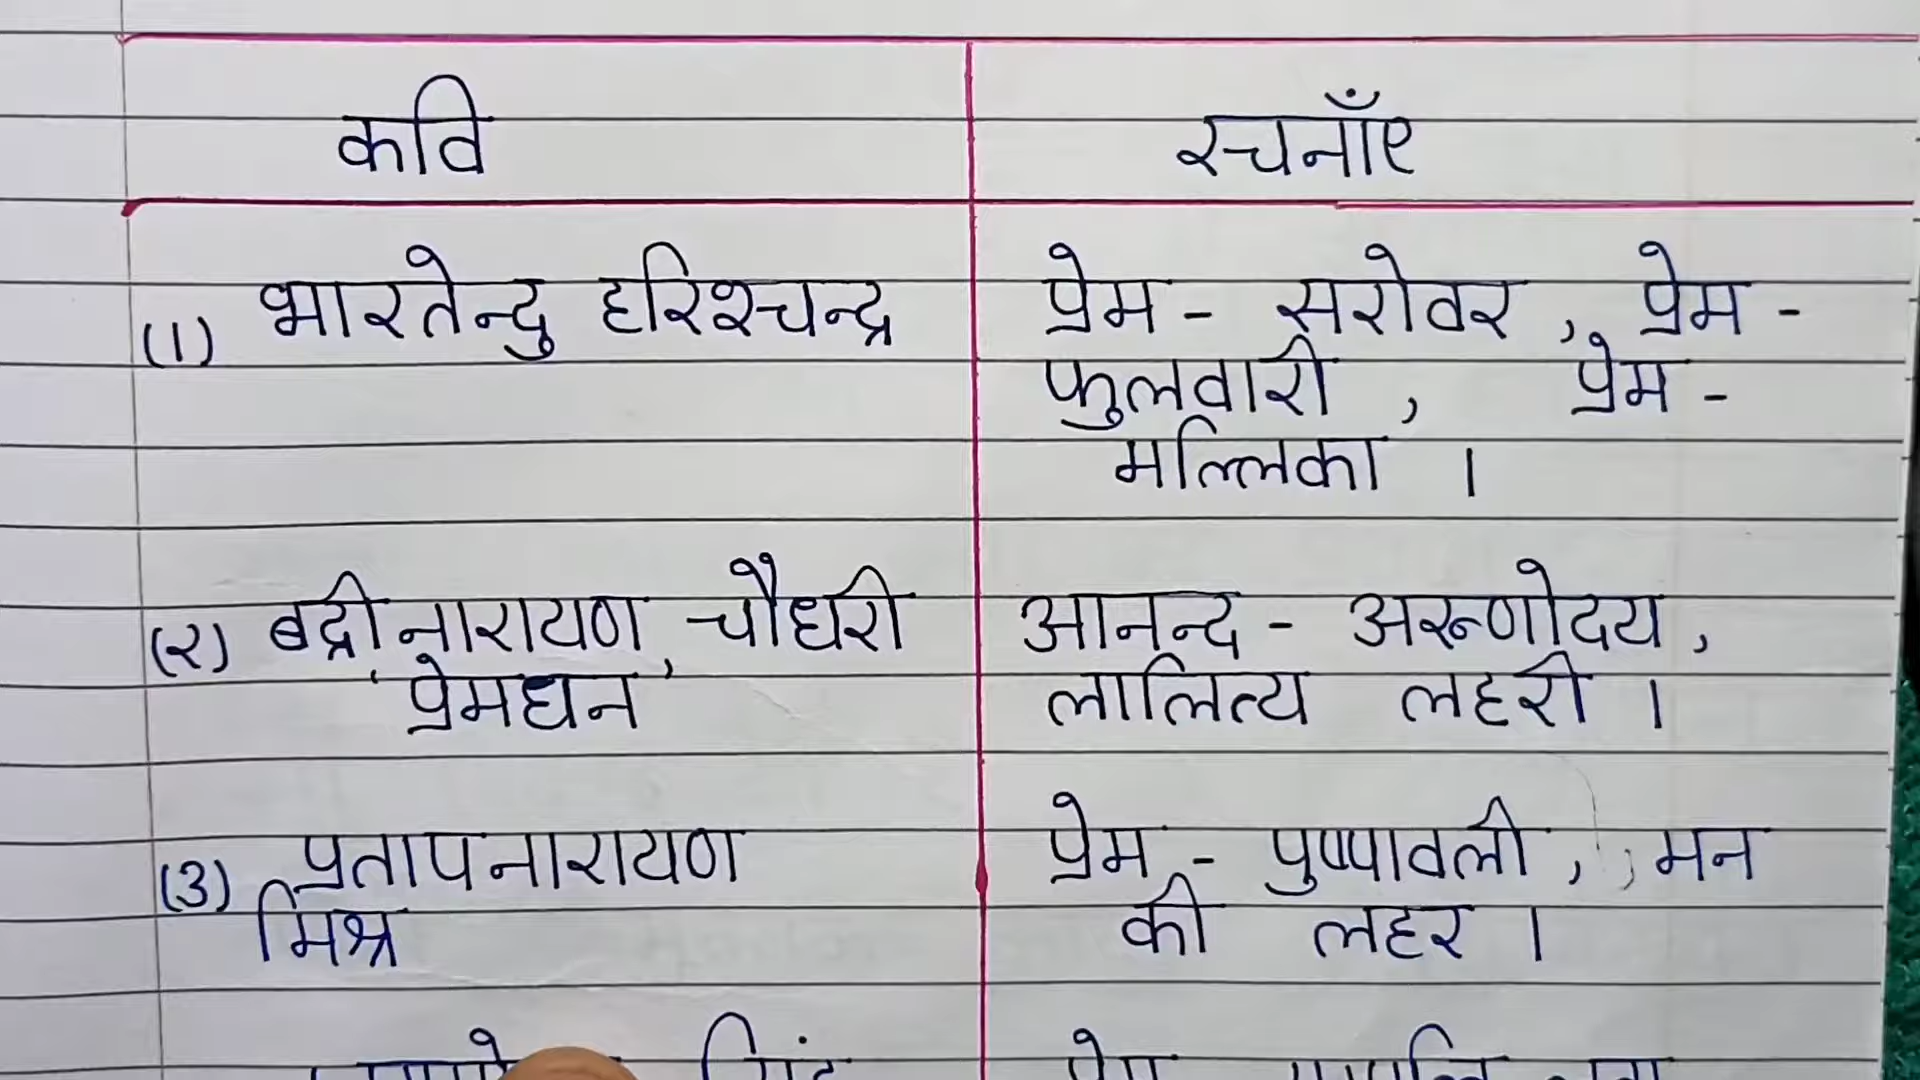 कवि रचनाएँ
(1) भारतेन्दु हरिश्चन्द्र प्रेम - सरोवर, प्रेम -
फुलवारी, प्रेम -
मल्लिका ।
(२) बद्रीनारायण चौधरी आनन्द - अरूणोदय,
'प्रेमघन' लालित्य लहरी ।
(3) प्रतापनारायण प्रेम - पुष्पावली, मन
मिश्र की लहर ।